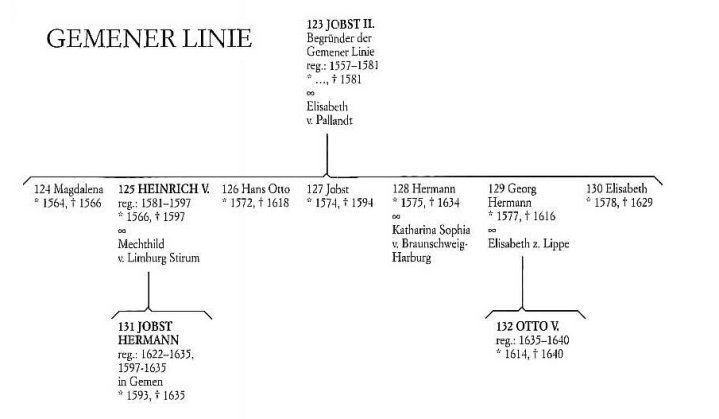 GEMENER LINIE
123 JOBST II.
Begründer der
Gemener Linie
reg.: 1557–1581
* ..., † 1581
∞
Elisabeth
v. Pallandt
124 Magdalena
* 1564, † 1566
125 HEINRICH V.
reg.: 1581–1597
* 1566, † 1597
∞
Mechthild
v. Limburg Stirum
126 Hans Otto
* 1572, † 1618
127 Jobst
* 1574, † 1594
128 Hermann
* 1575, † 1634
∞
Katharina Sophia
v. Braunschweig-
Harburg
129 Georg
Hermann
* 1577, † 1616
∞
Elisabeth z. Lippe
130 Elisabeth
* 1578, † 1629
131 JOBST
HERMANN
reg.: 1622–1635,
1597-1635
in Gemen
* 1593, † 1635
132 OTTO V.
reg.: 1635–1640
* 1614, † 1640